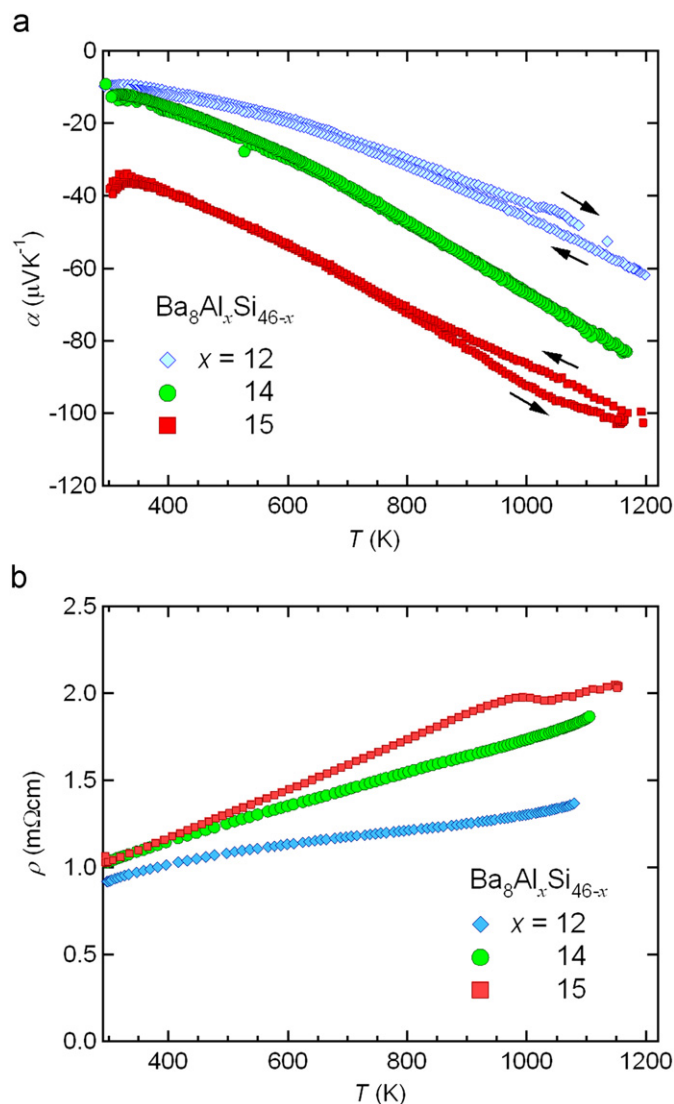 a
0
-20
-40
-60
-80
-100
-120
α (μVK⁻¹)
Ba₈AlₓSi₄₆₋ₓ
x = 12
14
15
400 600 800 1000 1200
T (K)
b
2.5
2.0
1.5
1.0
0.5
0.0
ρ (mΩcm)
Ba₈AlₓSi₄₆₋ₓ
x = 12
14
15
400 600 800 1000 1200
T (K)